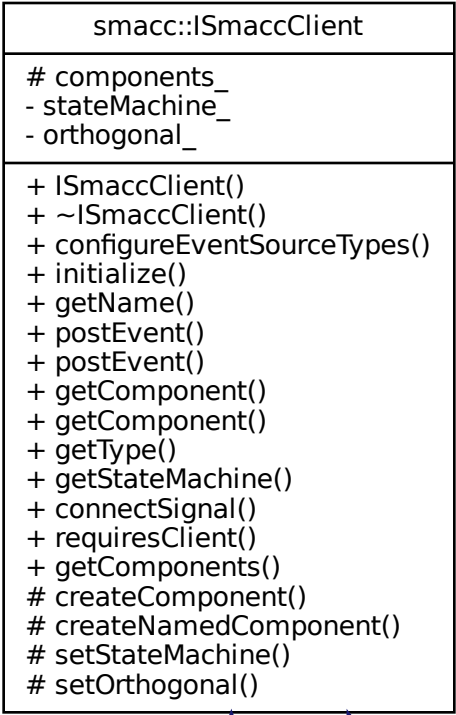 smacc::ISmaccClient
# components_
- stateMachine_
- orthogonal_
+ ISmaccClient()
+ ~ISmaccClient()
+ configureEventSourceTypes()
+ initialize()
+ getName()
+ postEvent()
+ postEvent()
+ getComponent()
+ getComponent()
+ getType()
+ getStateMachine()
+ connectSignal()
+ requiresClient()
+ getComponents()
# createComponent()
# createNamedComponent()
# setStateMachine()
# setOrthogonal()